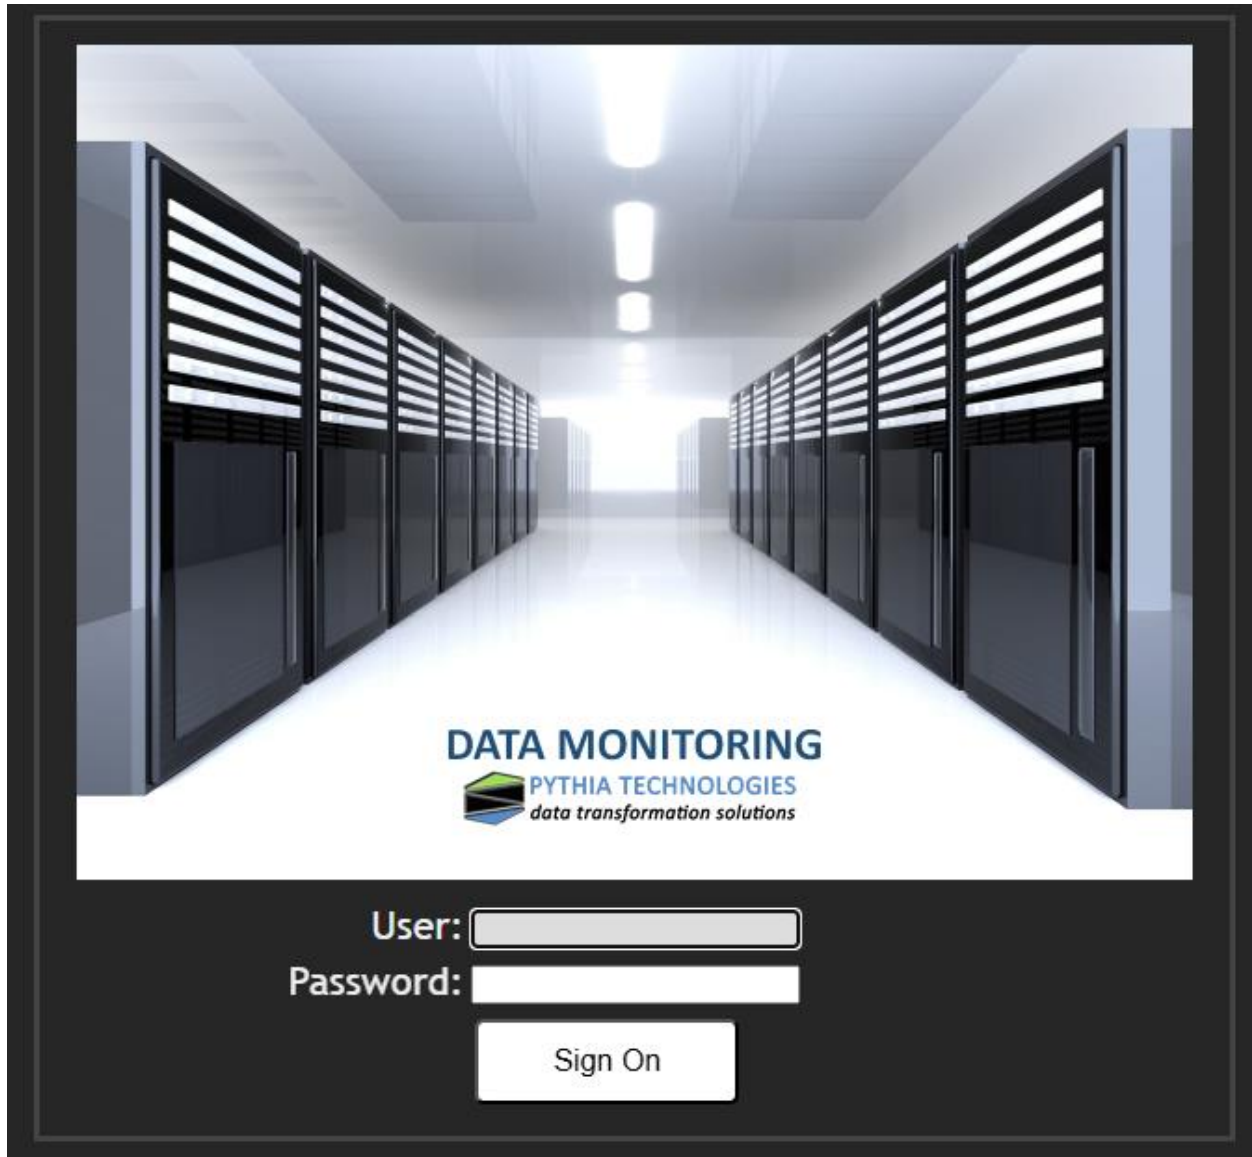 DATA MONITORING
PYTHIA TECHNOLOGIES
data transformation solutions
User:
Password:
Sign On